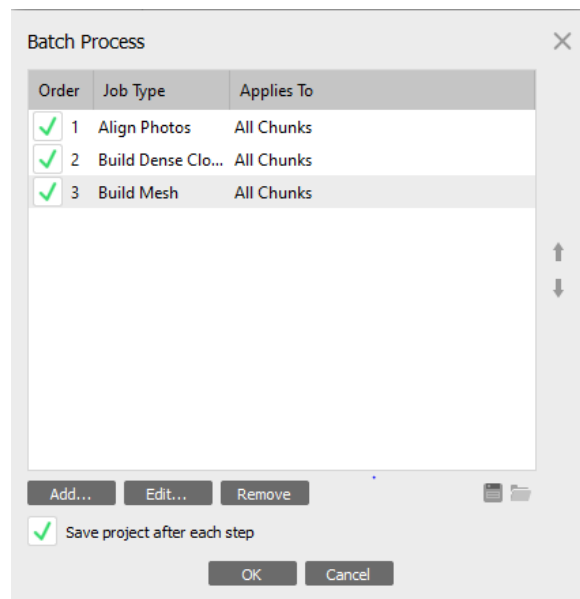 Batch Process
Order Job Type Applies To
1 Align Photos All Chunks
2 Build Dense Clo... All Chunks
3 Build Mesh All Chunks
Add... Edit... Remove
Save project after each step
OK Cancel